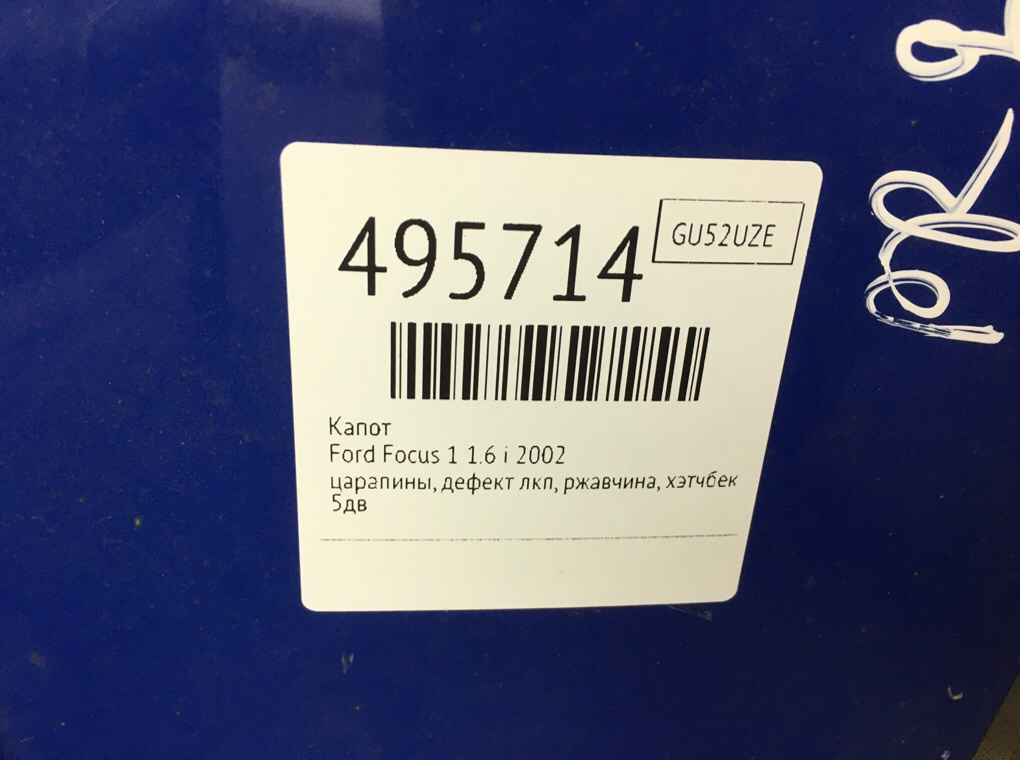 495714
GU52UZE
Капот
Ford Focus 1 1.6 i 2002
царапины, дефект лкп, ржавчина, хэтчбек
5дв